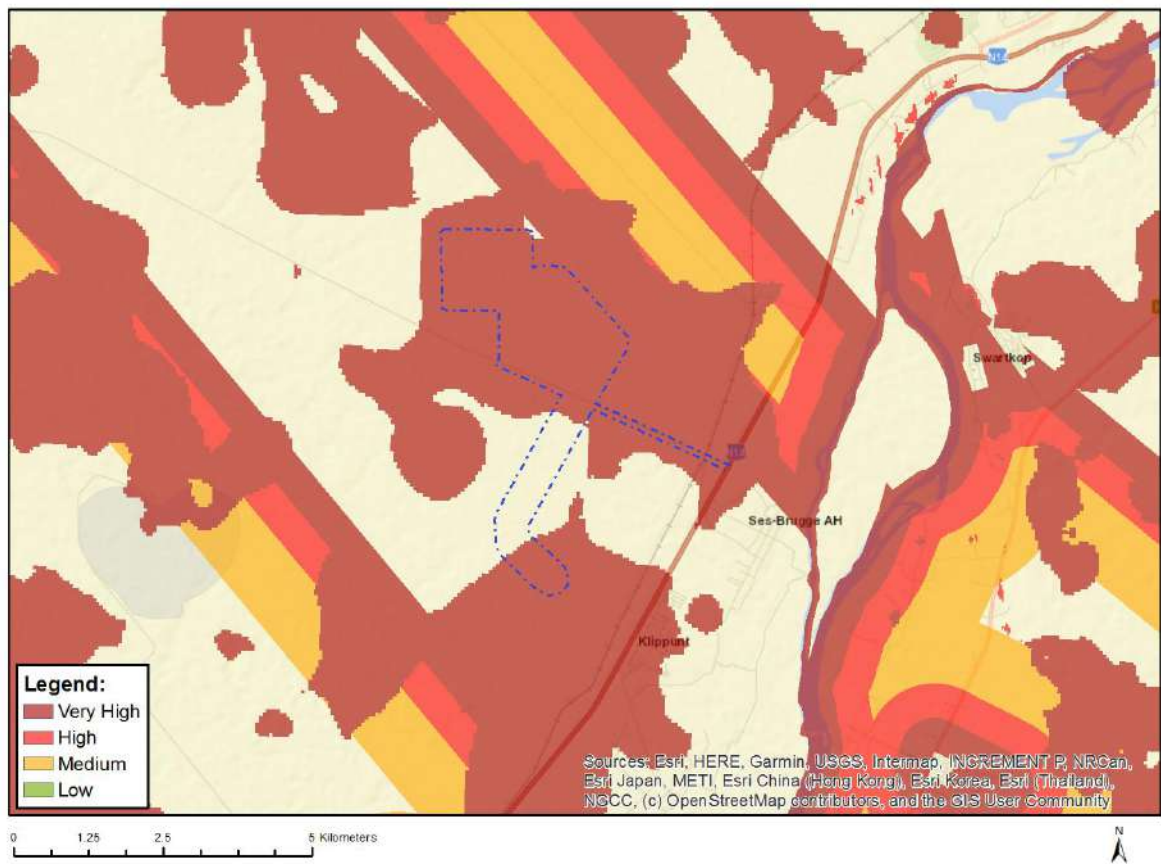 N14
Swartkop
N14
Ses-Brugge AH
Klippunt
Legend:
Very High
High
Medium
Low
Sources: Esri, HERE, Garmin, USGS, Intermap, INCREMENT P, NRCan,
Esri Japan, METI, Esri China (Hong Kong), Esri Korea, Esri (Thailand),
NGCC, (c) OpenStreetMap contributors, and the GIS User Community
0 1.25 2.5 5 Kilometers
N